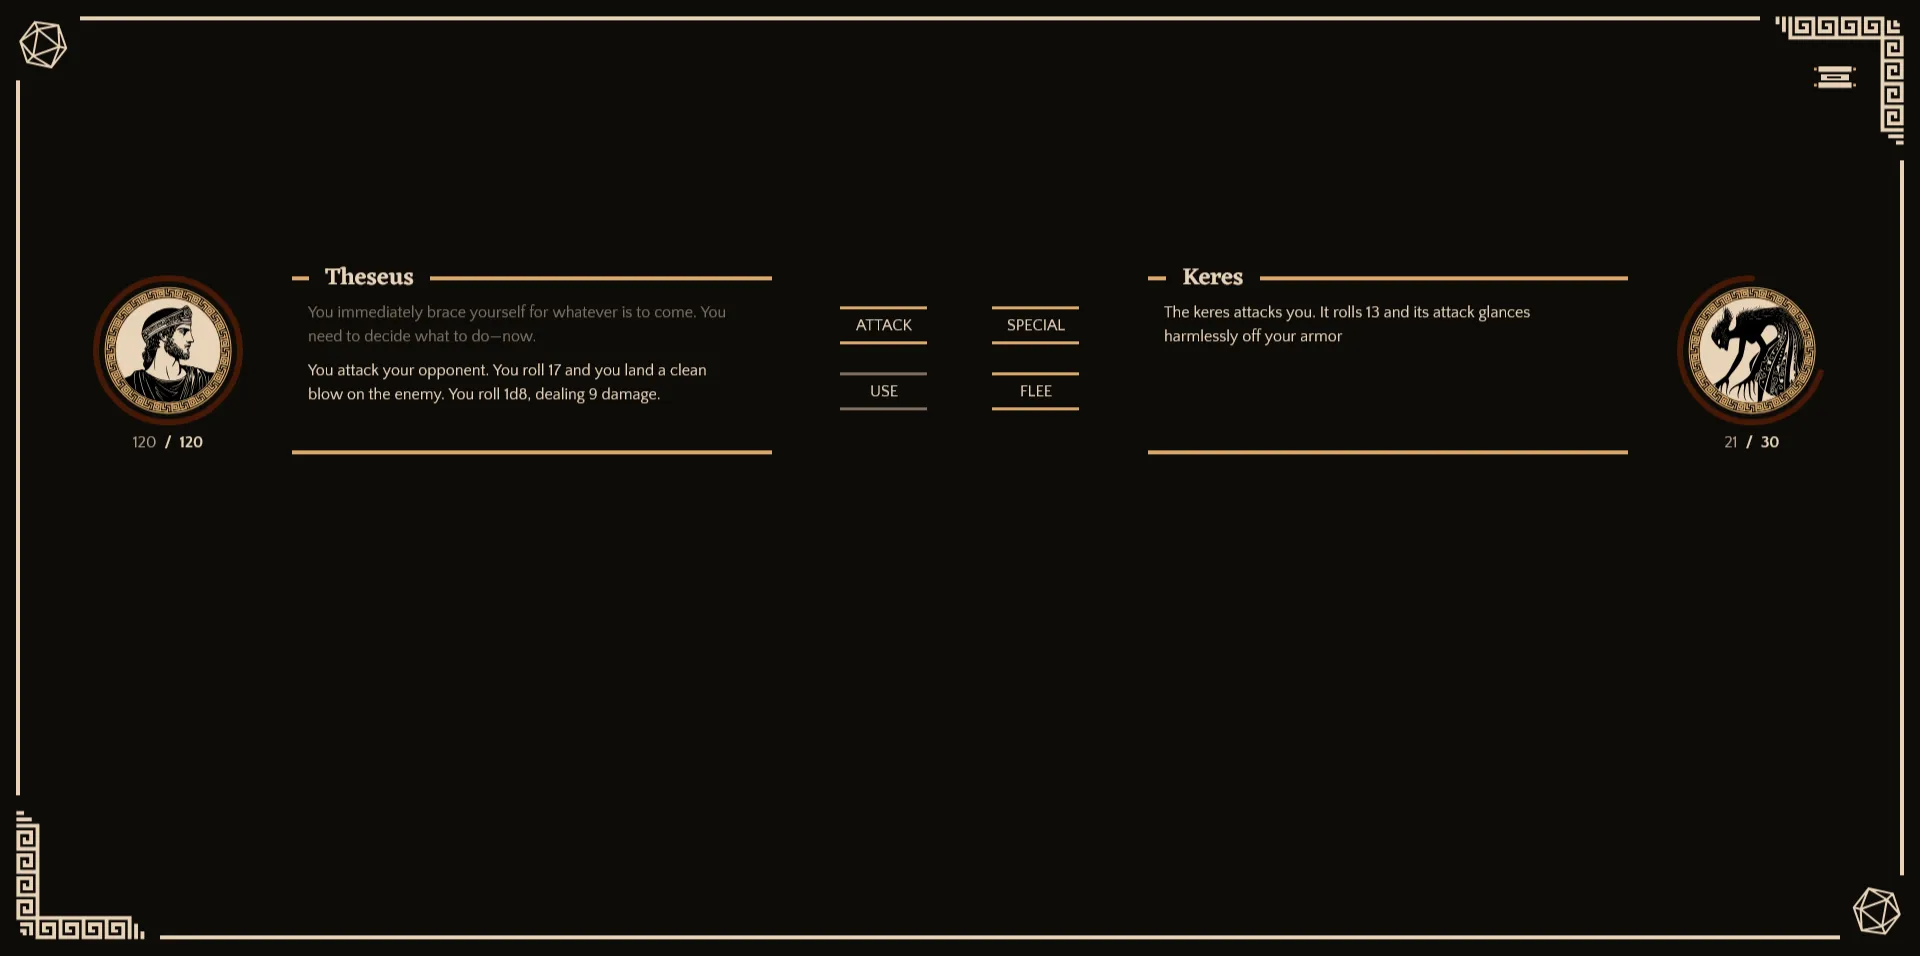 Theseus
You immediately brace yourself for whatever is to come. You
need to decide what to do—now.
You attack your opponent. You roll 17 and you land a clean
blow on the enemy. You roll 1d8, dealing 9 damage.
120 / 120
ATTACK
SPECIAL
USE
FLEE
Keres
The keres attacks you. It rolls 13 and its attack glances
harmlessly off your armor
21 / 30